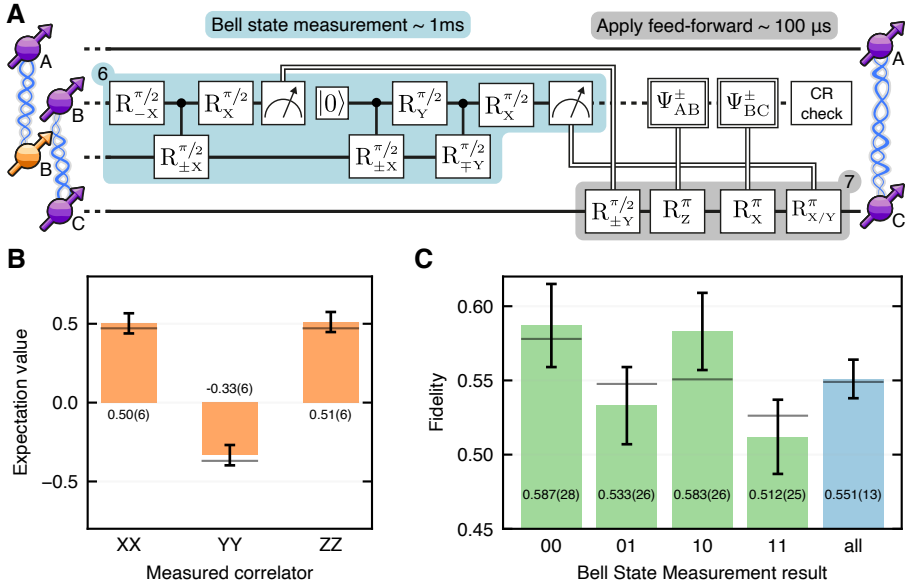 A
Bell state measurement ~ 1ms
Apply feed-forward ~ 100 μs
A
B
B
C
6
R^{π/2}_{-X}
R^{π/2}_{X}
|0⟩
R^{π/2}_{Y}
R^{π/2}_{X}
Ψ^{±}_{AB}
Ψ^{±}_{BC}
CR
check
R^{π/2}_{±X}
R^{π/2}_{±X}
R^{π/2}_{∓Y}
7
R^{π/2}_{±Y}
R^{π}_{Z}
R^{π}_{X}
R^{π}_{X/Y}
A
C
B
Expectation value
0.5
0.0
−0.5
0.50(6)
-0.33(6)
0.51(6)
XX YY ZZ
Measured correlator
C
Fidelity
0.60
0.55
0.50
0.45
0.587(28) 0.533(26) 0.583(26) 0.512(25) 0.551(13)
00 01 10 11 all
Bell State Measurement result